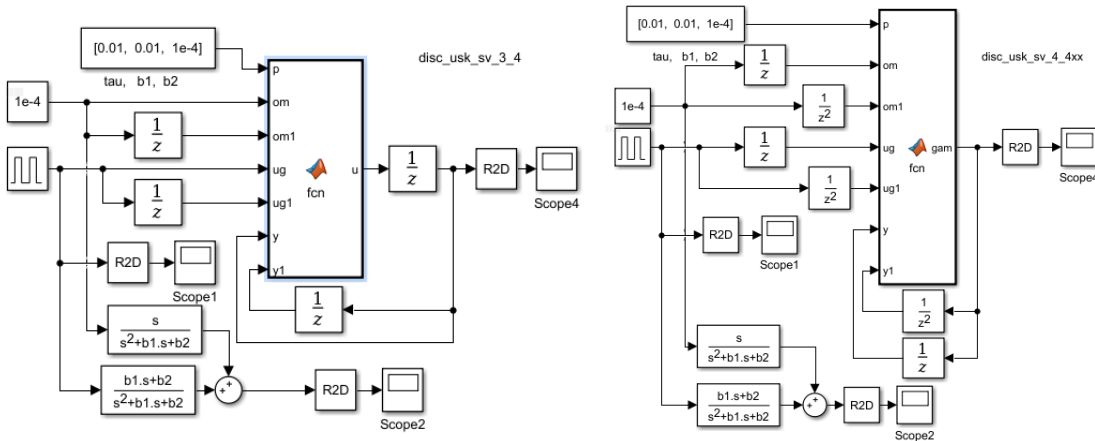 [0.01, 0.01, 1e-4]
tau, b1, b2
disc_usk_sv_3_4
1e-4
1
z
1
z
p
om
om1
ug
ug1
y
y1
fcn
u
1
z
R2D
Scope4
R2D
Scope1
1
z
s
s²+b1.s+b2
b1.s+b2
s²+b1.s+b2
+
+
R2D
Scope2
[0.01, 0.01, 1e-4]
tau, b1, b2
disc_usk_sv_4_4xx
1e-4
1
z
1
z²
1
z
1
z²
p
om
om1
ug
ug1
y
y1
fcn
gam
R2D
Scope4
R2D
Scope1
1
z²
1
z
s
s²+b1.s+b2
b1.s+b2
s²+b1.s+b2
+
+
R2D
Scope2